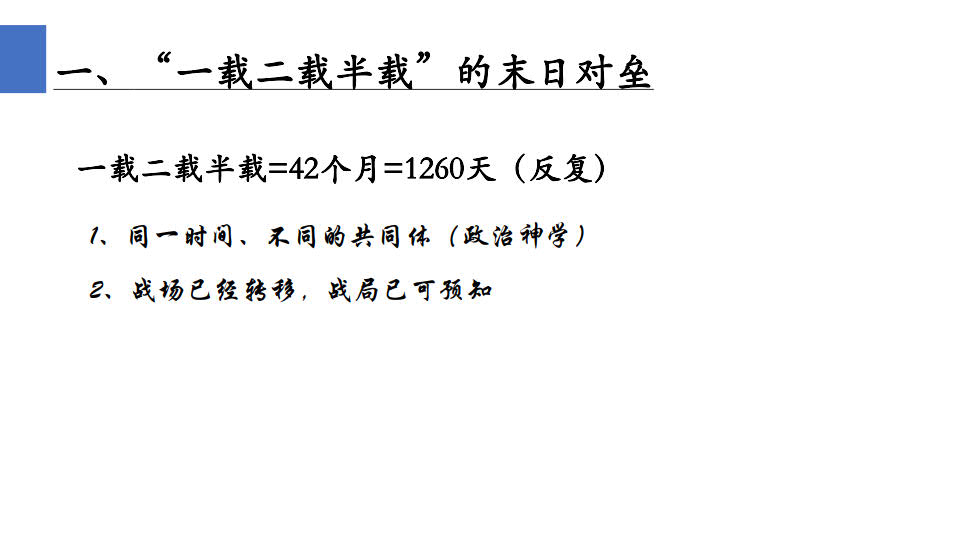 一、“一载二载半载”的末日对垒
一载二载半载=42个月=1260天（反复）
1、同一时间、不同的共同体（政治神学）
2、战场已经转移，战局已可预知